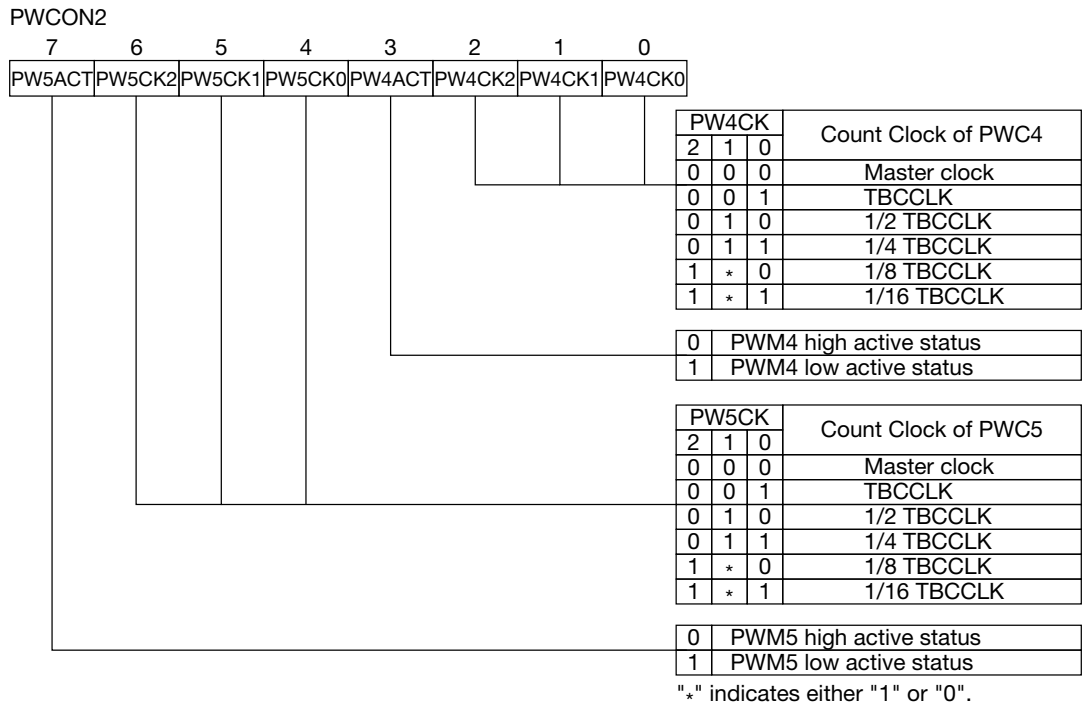 PWCON2
7 6 5 4 3 2 1 0
PW5ACT PW5CK2 PW5CK1 PW5CK0 PW4ACT PW4CK2 PW4CK1 PW4CK0
PW4CK Count Clock of PWC4
2 1 0
0 0 0 Master clock
0 0 1 TBCCLK
0 1 0 1/2 TBCCLK
0 1 1 1/4 TBCCLK
1 * 0 1/8 TBCCLK
1 * 1 1/16 TBCCLK
0 PWM4 high active status
1 PWM4 low active status
PW5CK Count Clock of PWC5
2 1 0
0 0 0 Master clock
0 0 1 TBCCLK
0 1 0 1/2 TBCCLK
0 1 1 1/4 TBCCLK
1 * 0 1/8 TBCCLK
1 * 1 1/16 TBCCLK
0 PWM5 high active status
1 PWM5 low active status
"*" indicates either "1" or "0".